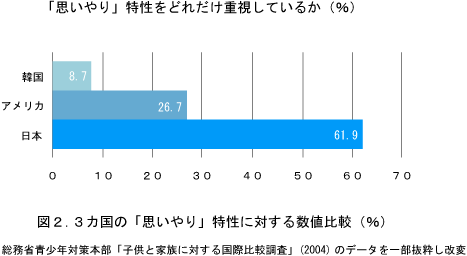 「思いやり」特性をどれだけ重視しているか（％）
韓国 8.7
アメリカ 26.7
日本 61.9
0 10 20 30 40 50 60 70
図２.３カ国の「思いやり」特性に対する数値比較（％）
総務省青少年対策本部「子供と家族に対する国際比較調査」(2004)のデータを一部抜粋し改変